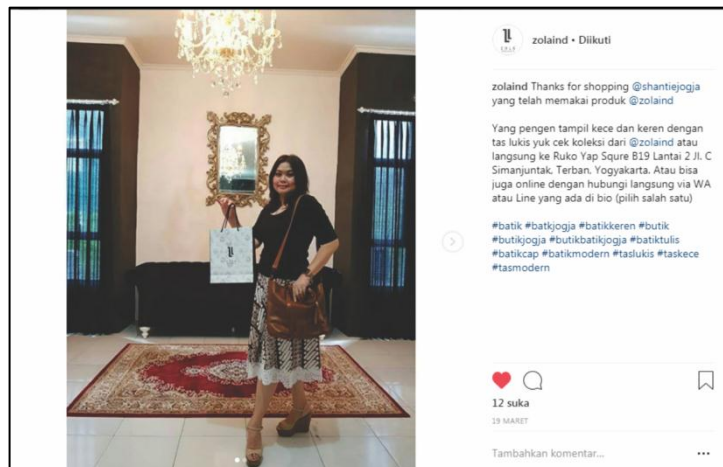 zolaind • Diikuti
zolaind Thanks for shopping @shantiejogja
yang telah memakai produk @zolaind
Yang pengen tampil kece dan keren dengan
tas lukis yuk cek koleksi dari @zolaind atau
langsung ke Ruko Yap Squre B19 Lantai 2 Jl. C
Simanjuntak, Terban, Yogyakarta. Atau bisa
juga online dengan hubungi langsung via WA
atau Line yang ada di bio (pilih salah satu)
#batik #batkjogja #batikkeren #butik
#butikjogja #butikbatikjogja #batiktulis
#batikcap #batikmodern #taslukis #taskece
#tasmodern
12 suka
19 MARET
Tambahkan komentar...